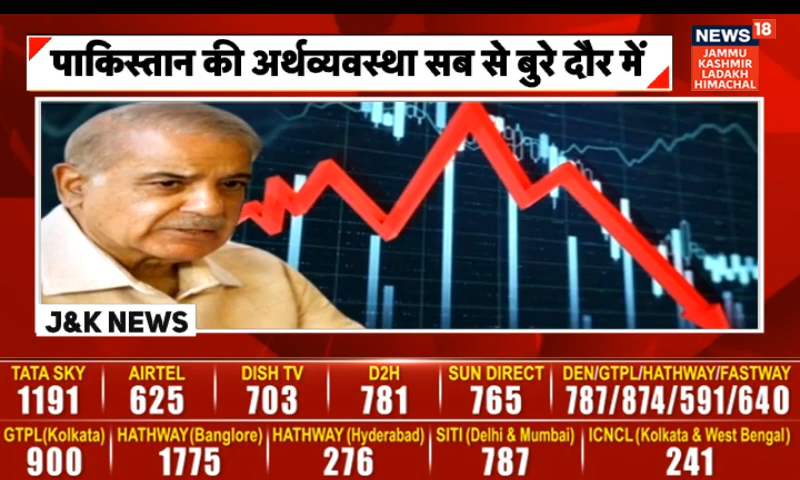 पाकिस्तान की अर्थव्यवस्था सब से बुरे दौर में
NEWS 18
JAMMU
KASHMIR
LADAKH
HIMACHAL
J&K NEWS
TATA SKY AIRTEL DISH TV D2H SUN DIRECT DEN/GTPL/HATHWAY/FASTWAY
1191 625 703 781 765 787/874/591/640
GTPL(Kolkata) HATHWAY(Banglore) HATHWAY (Hyderabad) SITI (Delhi & Mumbai) ICNCL (Kolkata & West Bengal)
900 1775 276 787 241